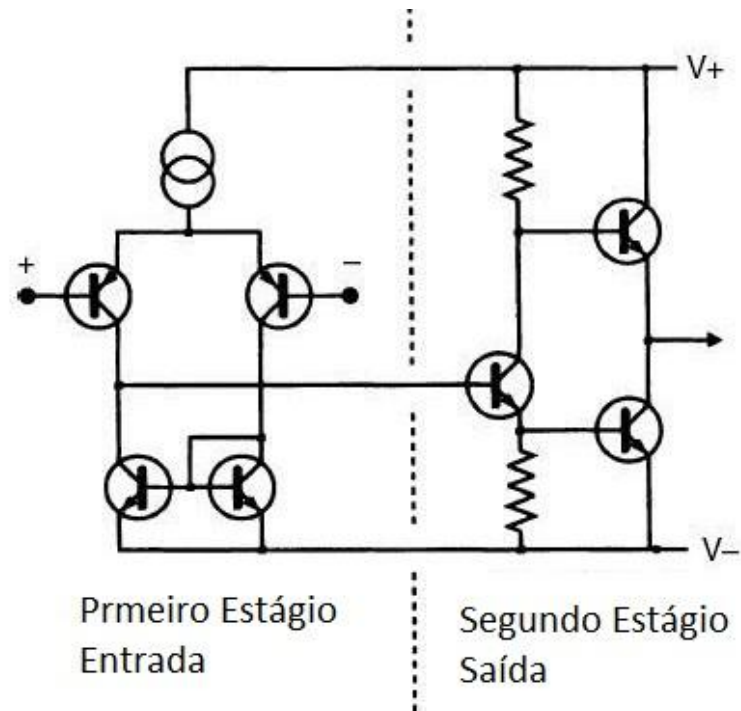 V+
+
−
V−
Prmeiro Estágio
Entrada
Segundo Estágio
Saída